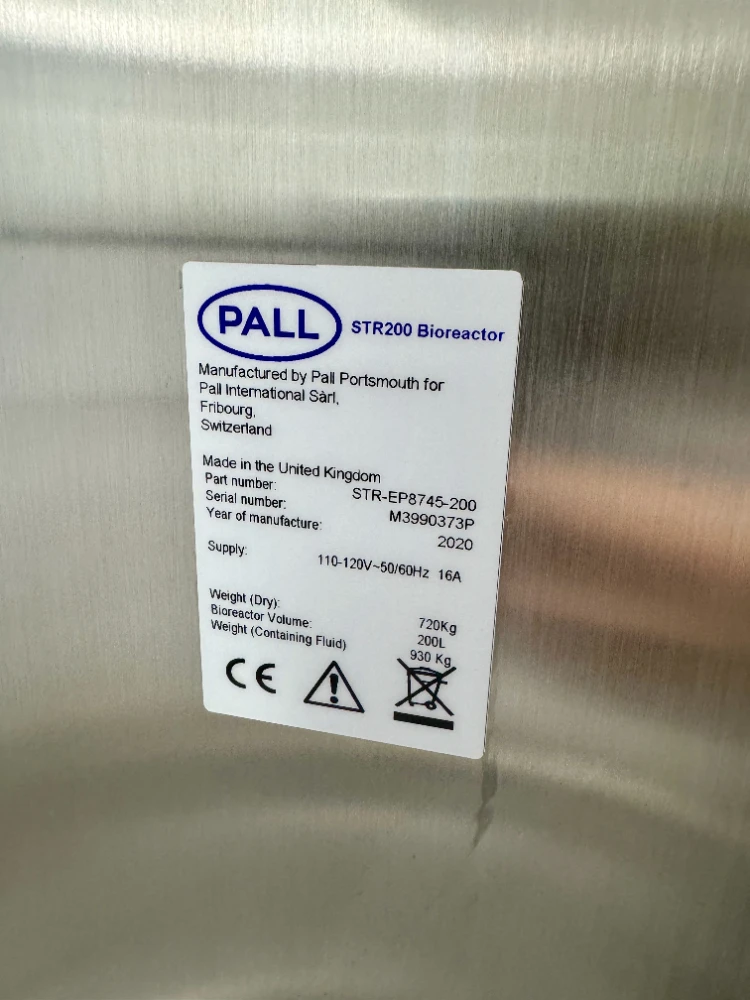 PALL STR200 Bioreactor
Manufactured by Pall Portsmouth for
Pall International Sàrl,
Fribourg,
Switzerland
Made in the United Kingdom
Part number: STR-EP8745-200
Serial number: M3990373P
Year of manufacture: 2020
Supply: 110-120V~50/60Hz 16A
Weight (Dry): 720Kg
Bioreactor Volume: 200L
Weight (Containing Fluid) 930 Kg
CE